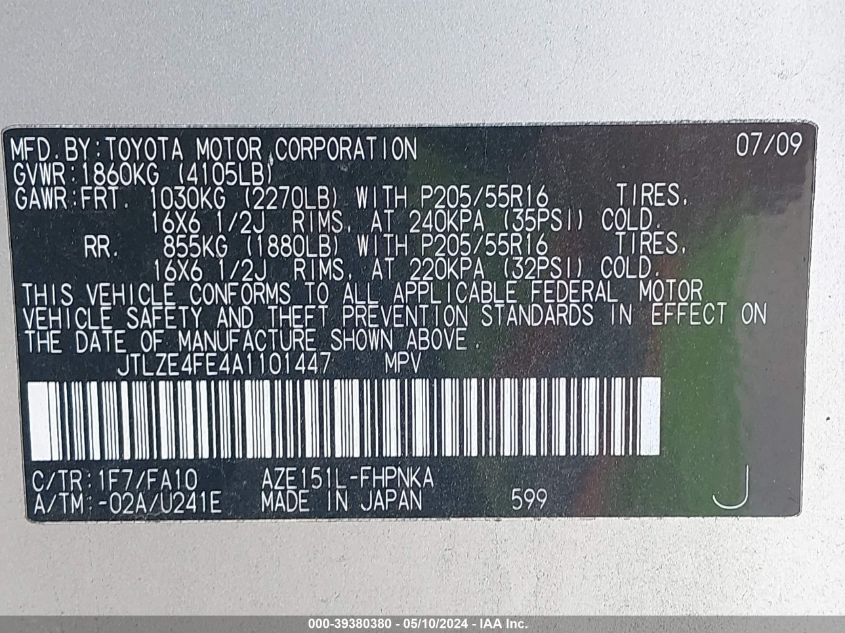 MFD.BY:TOYOTA MOTOR CORPORATION 07/09
GVWR:1860KG (4105LB)
GAWR:FRT. 1030KG (2270LB) WITH P205/55R16 TIRES,
16X6 1/2J RIMS, AT 240KPA (35PSI) COLD.
RR. 855KG (1880LB) WITH P205/55R16 TIRES,
16X6 1/2J RIMS, AT 220KPA (32PSI) COLD.
THIS VEHICLE CONFORMS TO ALL APPLICABLE FEDERAL MOTOR
VEHICLE SAFETY AND THEFT PREVENTION STANDARDS IN EFFECT ON
THE DATE OF MANUFACTURE SHOWN ABOVE.
JTLZE4FE4A1101447 MPV
C/TR:1F7/FA10 AZE151L-FHPNKA
A/TM:-02A/U241E MADE IN JAPAN 599 J
000-39380380 - 05/10/2024 - IAA Inc.